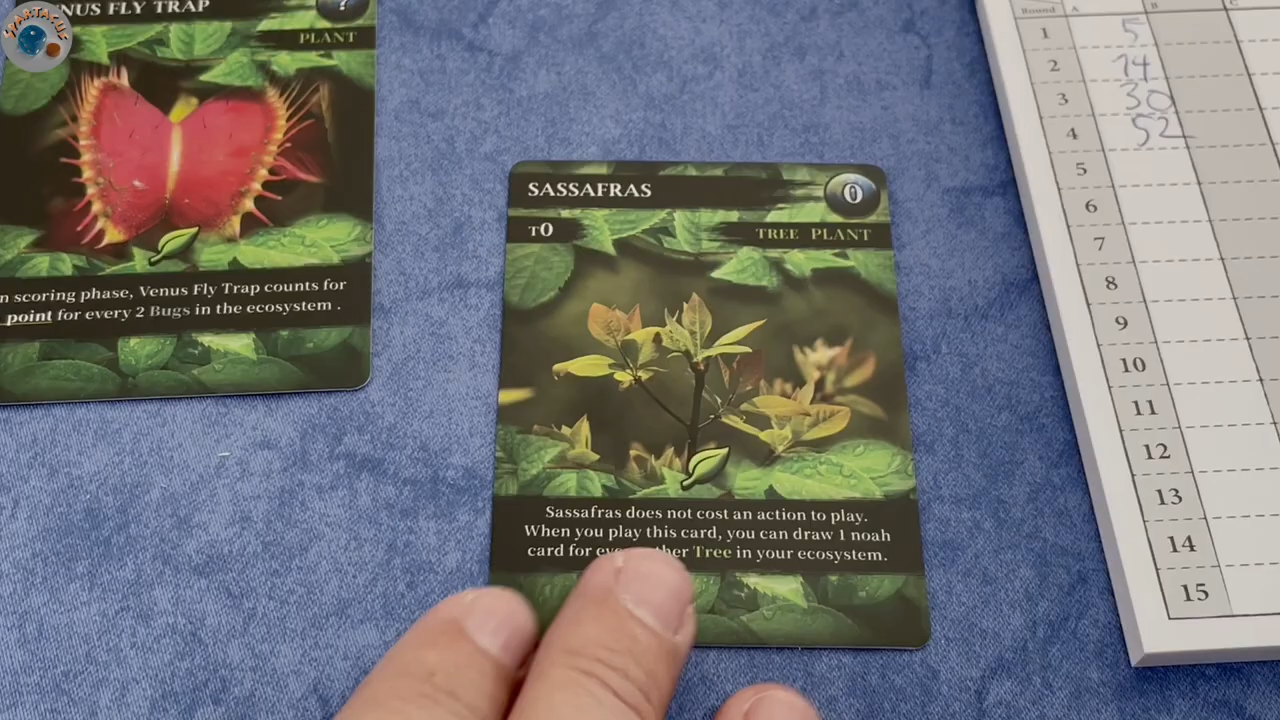 SPARTACUS
VENUS FLY TRAP
?
PLANT
n scoring phase, Venus Fly Trap counts for
point for every 2 Bugs in the ecosystem .
SASSAFRAS
0
T0
TREE PLANT
Sassafras does not cost an action to play.
When you play this card, you can draw 1 noah
card for Tree in your ecosystem.
Round A B C
1 5
2 14
3 30
4 52
5
6
7
8
9
10
11
12
13
14
15